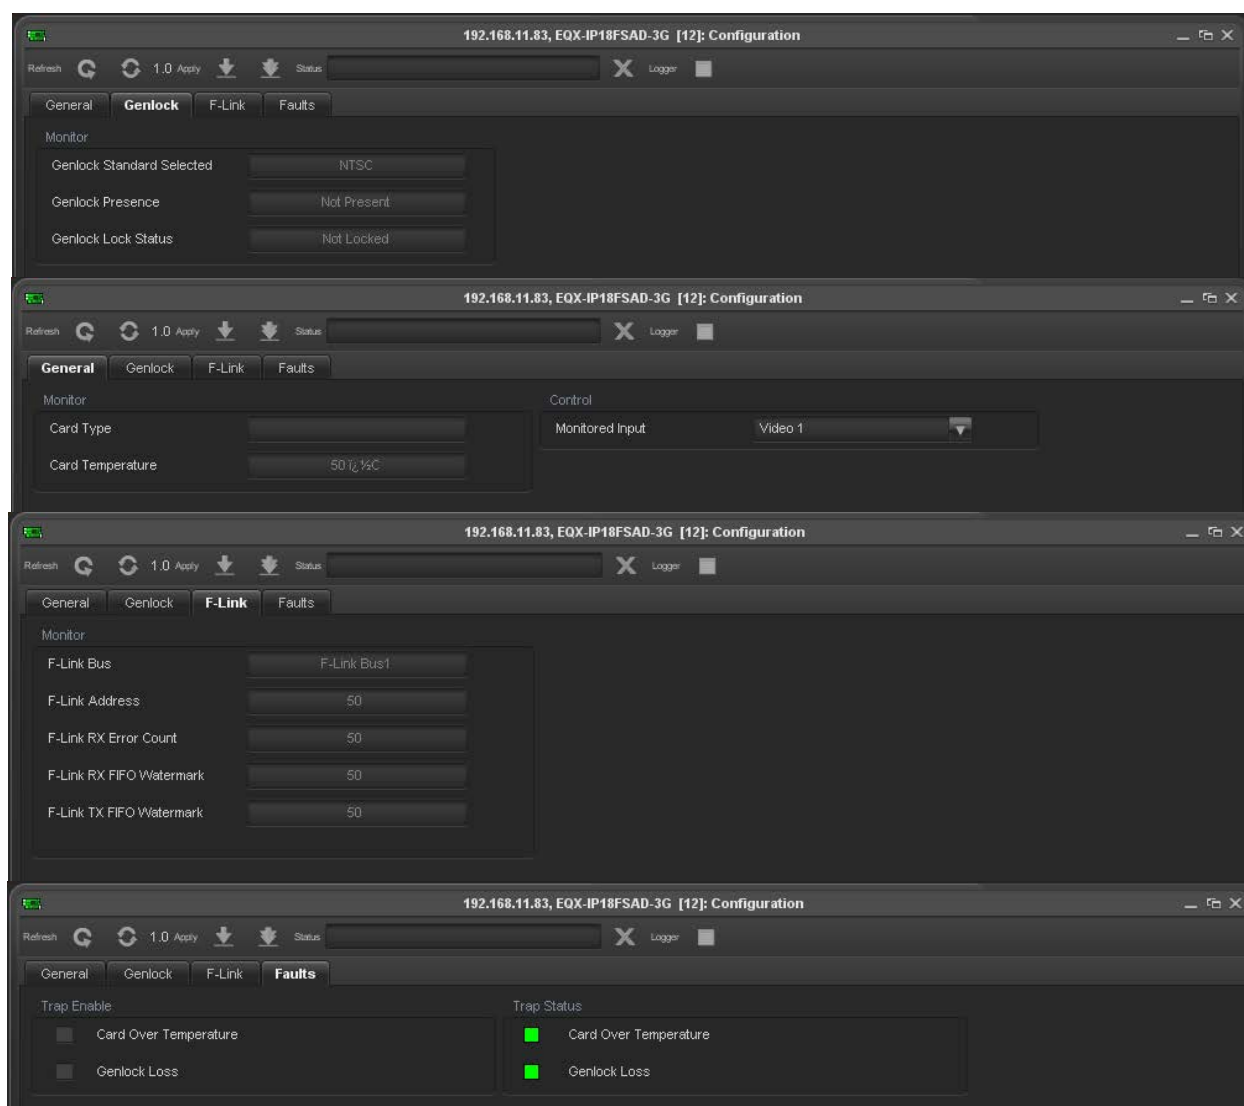 192.168.11.83, EQX-IP18FSAD-3G [12]: Configuration
Refresh 1.0 Apply Status Logger
General Genlock F-Link Faults
Monitor
Genlock Standard Selected NTSC
Genlock Presence Not Present
Genlock Lock Status Not Locked
192.168.11.83, EQX-IP18FSAD-3G [12]: Configuration
Refresh 1.0 Apply Status Logger
General Genlock F-Link Faults
Monitor Control
Card Type Monitored Input Video 1
Card Temperature 50 ï¿½C
192.168.11.83, EQX-IP18FSAD-3G [12]: Configuration
Refresh 1.0 Apply Status Logger
General Genlock F-Link Faults
Monitor
F-Link Bus F-Link Bus1
F-Link Address 50
F-Link RX Error Count 50
F-Link RX FIFO Watermark 50
F-Link TX FIFO Watermark 50
192.168.11.83, EQX-IP18FSAD-3G [12]: Configuration
Refresh 1.0 Apply Status Logger
General Genlock F-Link Faults
Trap Enable Trap Status
Card Over Temperature Card Over Temperature
Genlock Loss Genlock Loss